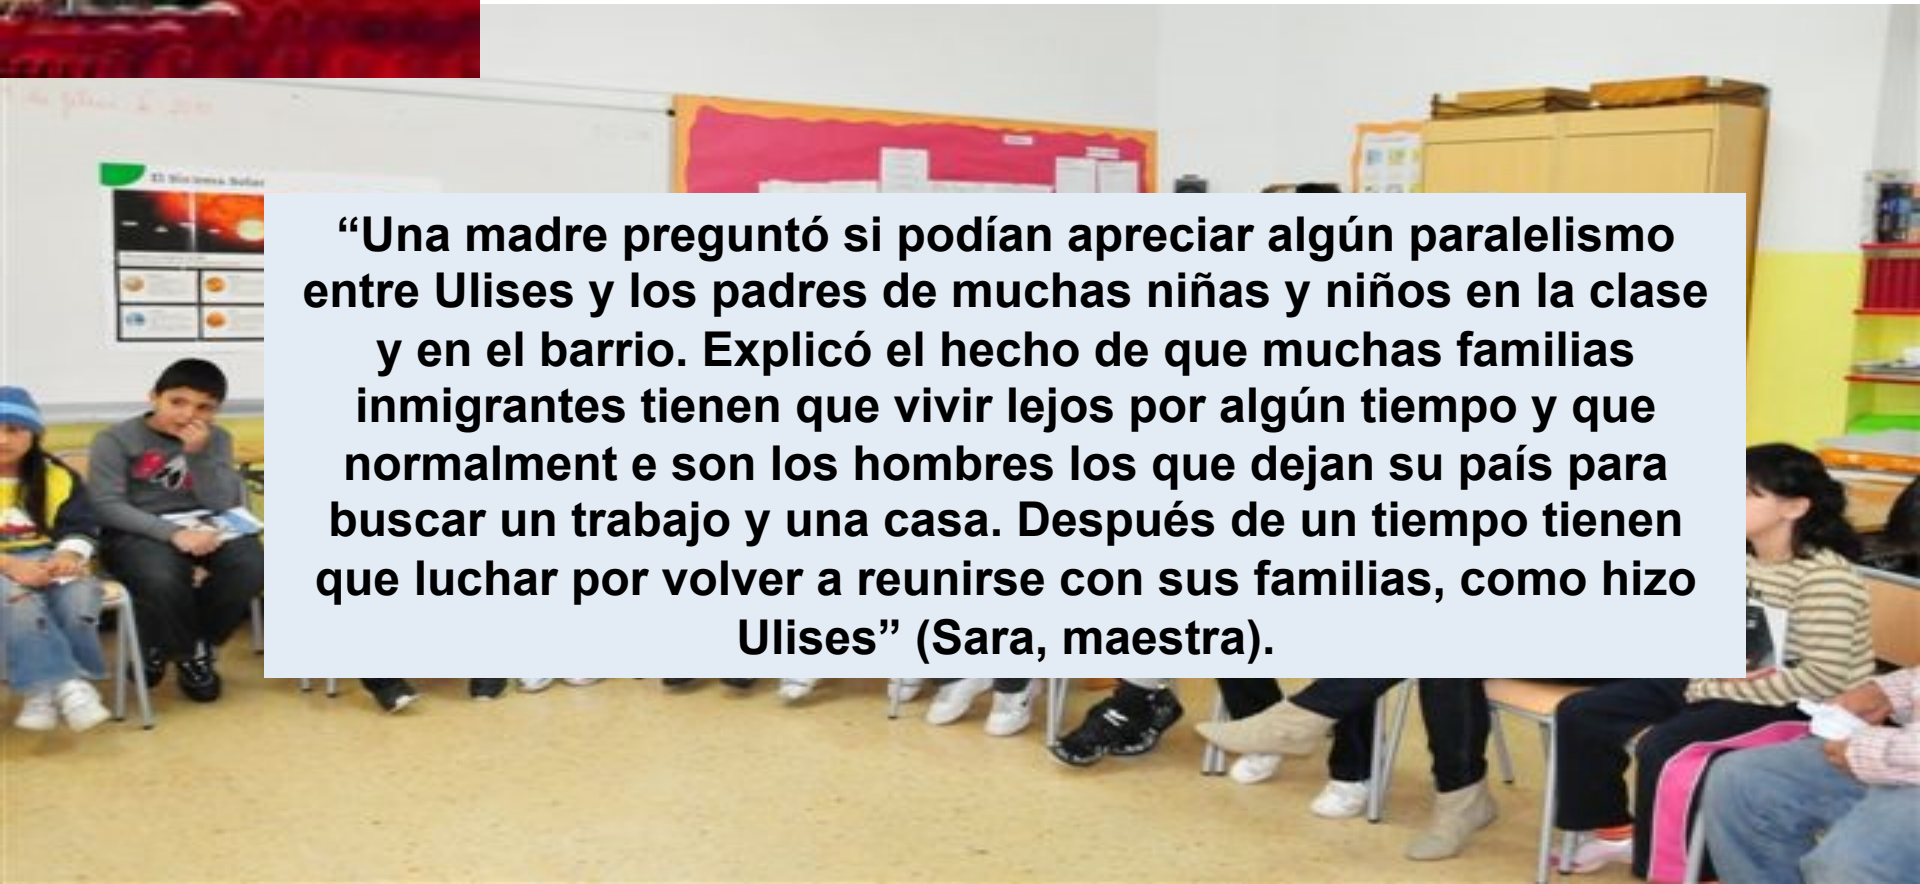 El Sistema Solar
“Una madre preguntó si podían apreciar algún paralelismo
entre Ulises y los padres de muchas niñas y niños en la clase
y en el barrio. Explicó el hecho de que muchas familias
inmigrantes tienen que vivir lejos por algún tiempo y que
normalment e son los hombres los que dejan su país para
buscar un trabajo y una casa. Después de un tiempo tienen
que luchar por volver a reunirse con sus familias, como hizo
Ulises” (Sara, maestra).